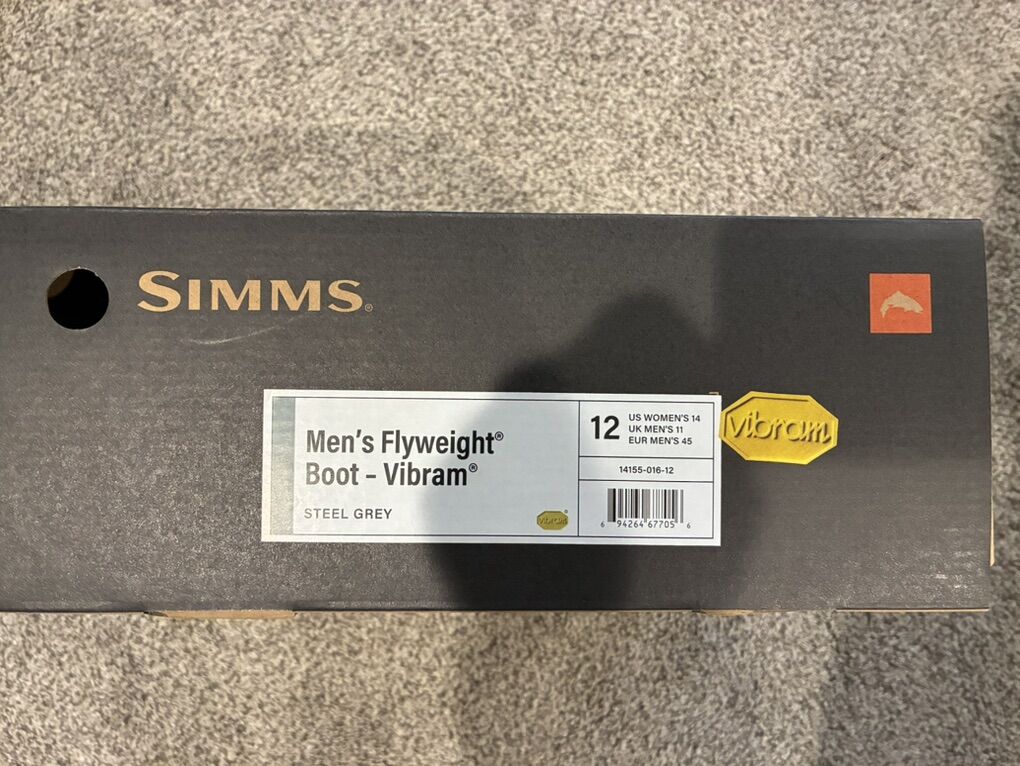 SIMMS®
Men's Flyweight®
Boot – Vibram®
STEEL GREY
vibram®
12
US WOMEN'S 14
UK MEN'S 11
EUR MEN'S 45
14155-016-12
6 94264 67705 6
vibram